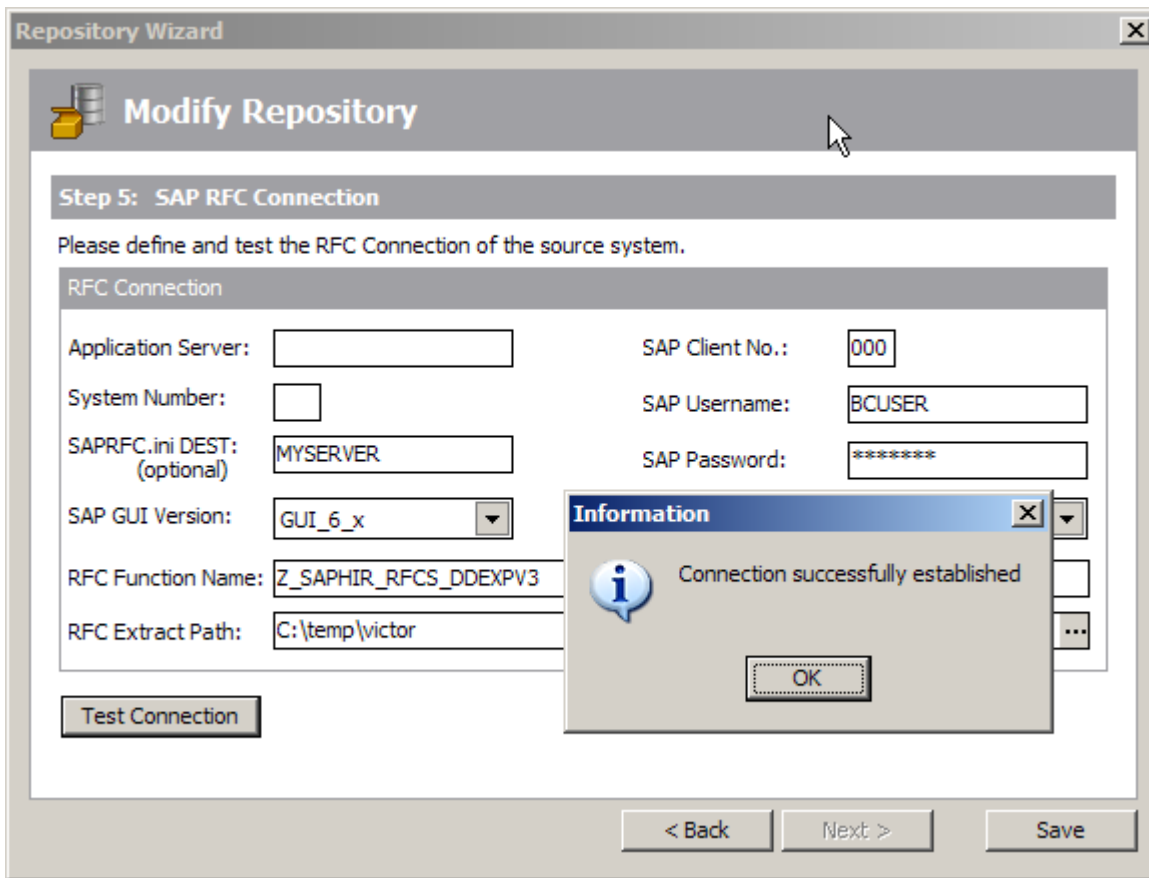 Repository Wizard
Modify Repository
Step 5: SAP RFC Connection
Please define and test the RFC Connection of the source system.
RFC Connection
Application Server:
SAP Client No.: 000
System Number:
SAP Username: BCUSER
SAPRFC.ini DEST: MYSERVER
(optional)
SAP Password: *******
SAP GUI Version: GUI_6_x
Information
Connection successfully established
OK
RFC Function Name: Z_SAPHIR_RFCS_DDEXPV3
RFC Extract Path: C:\temp\victor
...
Test Connection
< Back
Next >
Save